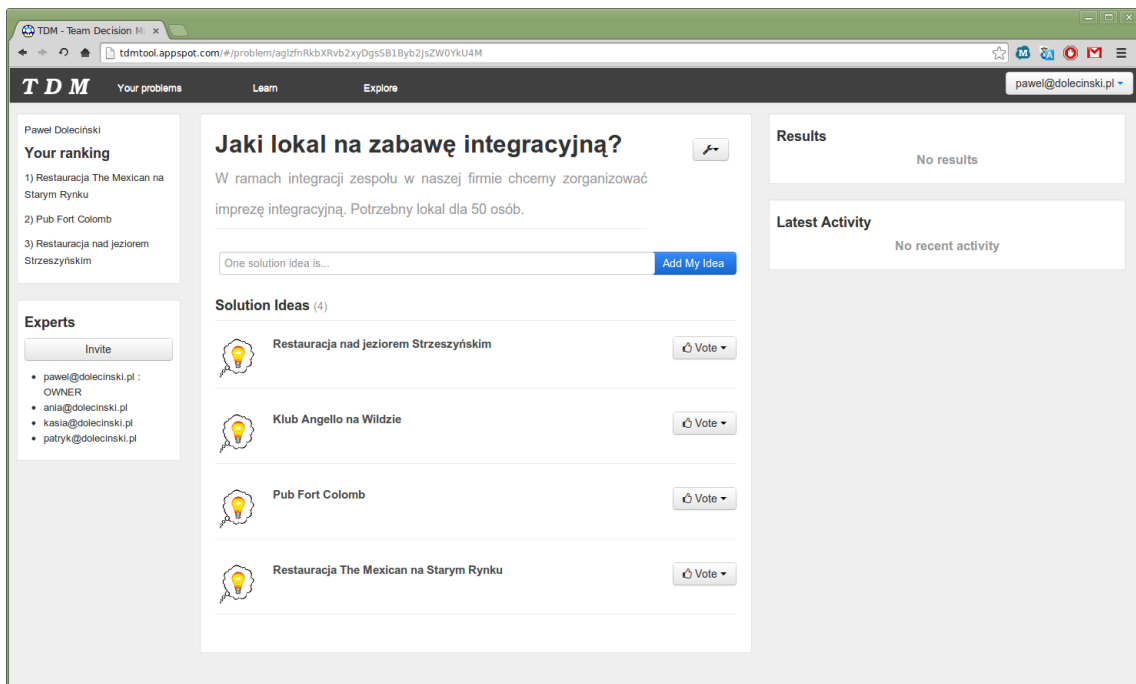 TDM - Team Decision M
tdmtool.appspot.com/#/problem/aglzfnRkbXRvb2xyDgsSB1Byb2JsZW0YkU4M
T D M
Your problems
Learn
Explore
pawel@dolecinski.pl
Paweł Doleciński
Your ranking
1) Restauracja The Mexican na
Starym Rynku
2) Pub Fort Colomb
3) Restauracja nad jeziorem
Strzeszyńskim
Experts
Invite
pawel@dolecinski.pl :
OWNER
ania@dolecinski.pl
kasia@dolecinski.pl
patryk@dolecinski.pl
Jaki lokal na zabawę integracyjną?
W ramach integracji zespołu w naszej firmie chcemy zorganizować
imprezę integracyjną. Potrzebny lokal dla 50 osób.
One solution idea is...
Add My Idea
Solution Ideas (4)
Restauracja nad jeziorem Strzeszyńskim
Vote
Klub Angello na Wildzie
Vote
Pub Fort Colomb
Vote
Restauracja The Mexican na Starym Rynku
Vote
Results
No results
Latest Activity
No recent activity